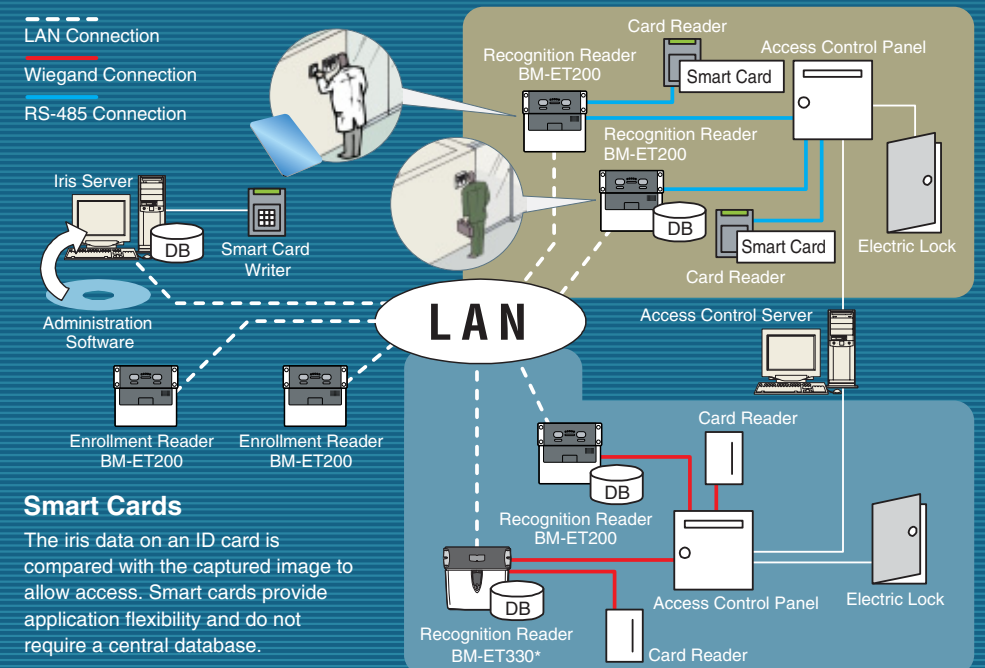 LAN Connection
Wiegand Connection
RS-485 Connection
Card Reader
Recognition Reader
BM-ET200
Smart Card
Access Control Panel
Recognition Reader
BM-ET200
DB
Smart Card
Card Reader
Electric Lock
Iris Server
DB
Smart Card
Writer
Administration
Software
LAN
Access Control Server
Enrollment Reader
BM-ET200
Enrollment Reader
BM-ET200
Card Reader
DB
Recognition Reader
BM-ET200
DB
Recognition Reader
BM-ET330*
Card Reader
Access Control Panel
Electric Lock
Smart Cards
The iris data on an ID card is
compared with the captured image to
allow access. Smart cards provide
application flexibility and do not
require a central database.